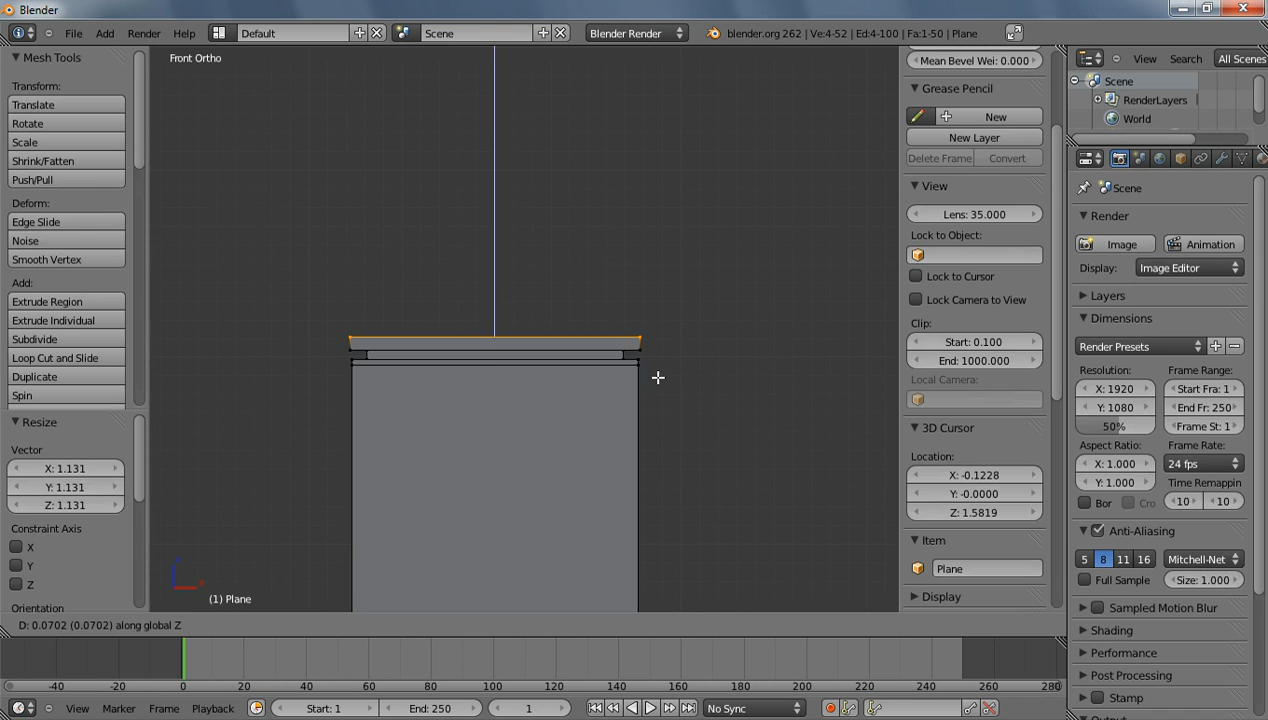 Blender
File Add Render Help Default Scene Blender Render blender.org 262 | Ve:4-52 | Ed:4-100 | Fa:1-50 | Plane
Mesh Tools
Transform:
Translate
Rotate
Scale
Shrink/Fatten
Push/Pull
Deform:
Edge Slide
Noise
Smooth Vertex
Add:
Extrude Region
Extrude Individual
Subdivide
Loop Cut and Slide
Duplicate
Spin
Resize
Vector
X: 1.131
Y: 1.131
Z: 1.131
Constraint Axis
X
Y
Z
Orientation
Front Ortho
(1) Plane
D: 0.0702 (0.0702) along global Z
Mean Bevel Wei: 0.000
Grease Pencil
New
New Layer
Delete Frame Convert
View
Lens: 35.000
Lock to Object:
Lock to Cursor
Lock Camera to View
Clip:
Start: 0.100
End: 1000.000
Local Camera:
3D Cursor
Location:
X: -0.1228
Y: -0.0000
Z: 1.5819
Item
Plane
Display
View Search All Scenes
Scene
RenderLayers
World
Scene
Render
Image Animation
Display: Image Editor
Layers
Dimensions
Render Presets
Resolution: Frame Range:
X: 1920 Start Fra: 1
Y: 1080 End Fr: 250
50% Frame St: 1
Aspect Ratio: Frame Rate:
X: 1.000 24 fps
Y: 1.000 Time Remappin
Bor Cro 10 10
Anti-Aliasing
5 8 11 16 Mitchell-Net
Full Sample Size: 1.000
Sampled Motion Blur
Shading
Performance
Post Processing
Stamp
-40 -20 0 20 40 60 80 100 120 140 160 180 200 220 240 260 280
View Marker Frame Playback Start: 1 End: 250 1 No Sync